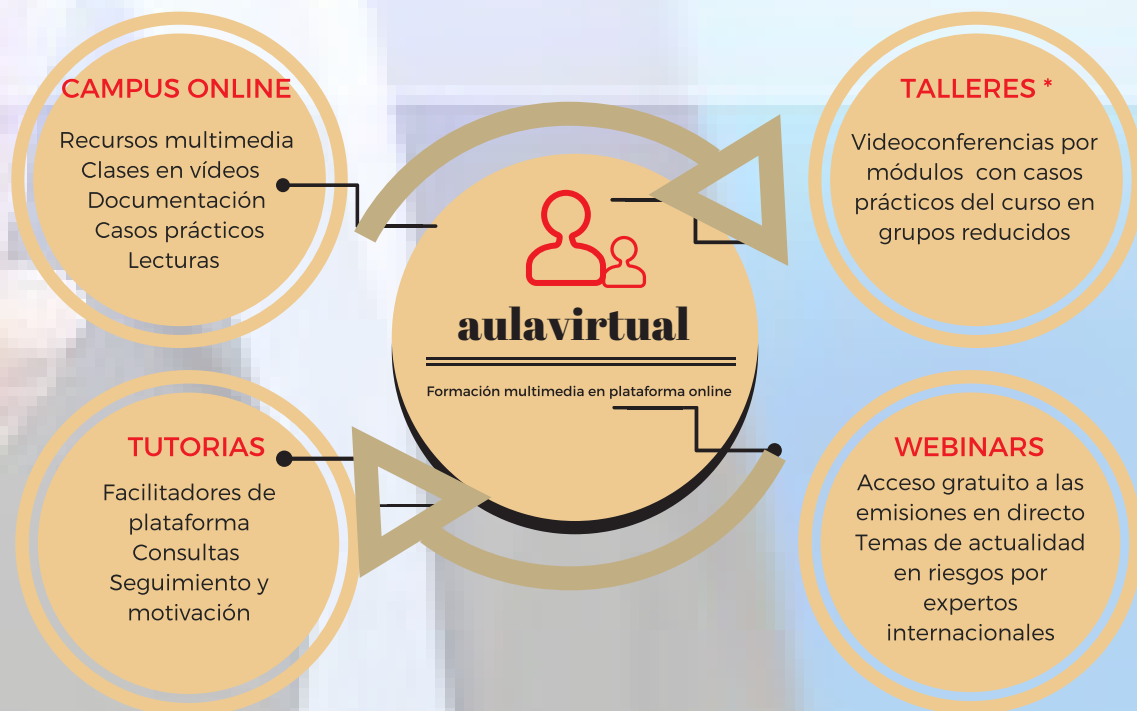 CAMPUS ONLINE
Recursos multimedia
Clases en vídeos
Documentación
Casos prácticos
Lecturas
TALLERES *
Videoconferencias por
módulos con casos
prácticos del curso en
grupos reducidos
aulavirtual
Formación multimedia en plataforma online
TUTORIAS
Facilitadores de
plataforma
Consultas
Seguimiento y
motivación
WEBINARS
Acceso gratuito a las
emisiones en directo
Temas de actualidad
en riesgos por
expertos
internacionales